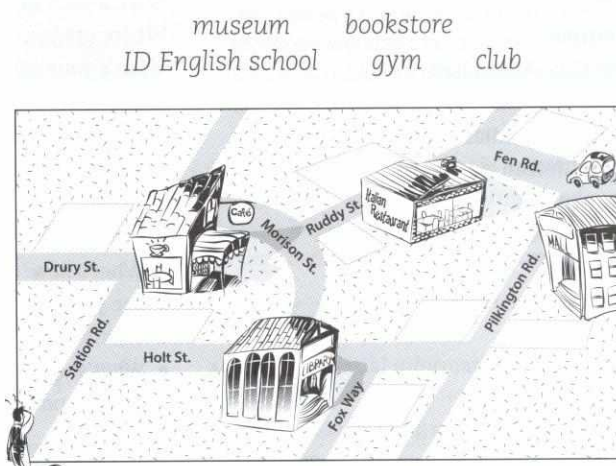 museum bookstore
ID English school gym club
Fen Rd.
Café
Ruddy St.
Italian
Restaurant
Morison St.
MALL
Drury St.
Pilkington Rd.
Station Rd.
Holt St.
LIBRARY
Fox Way